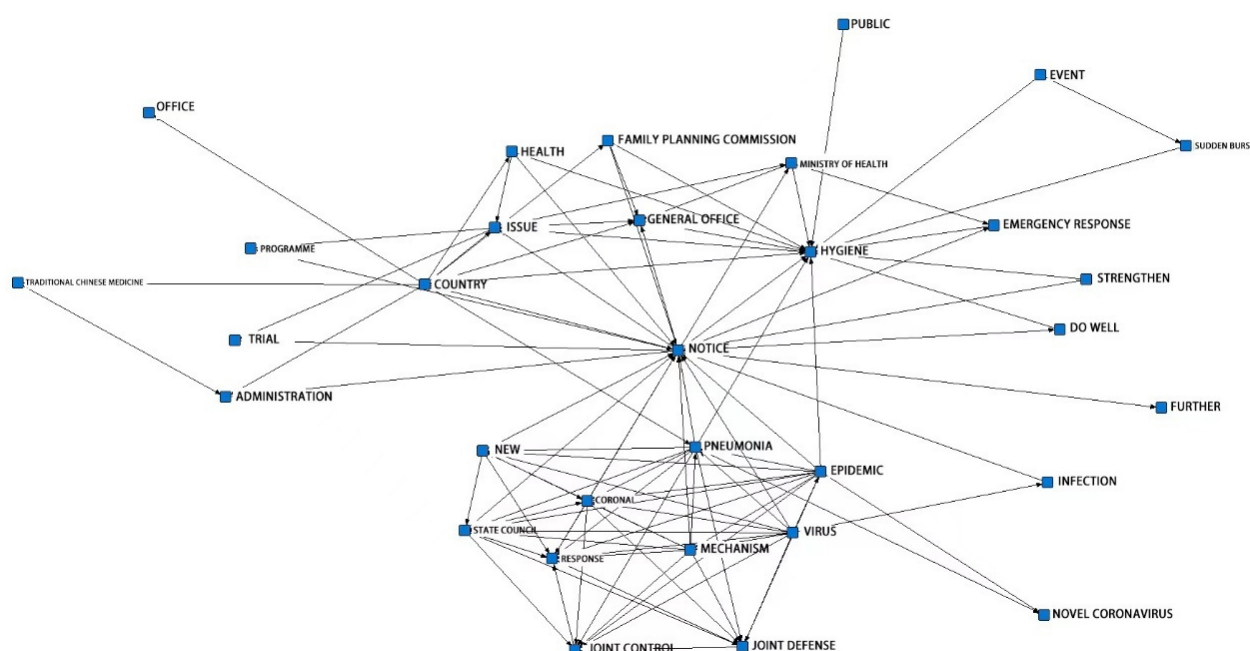 PUBLIC
EVENT
OFFICE
FAMILY PLANNING COMMISSION
SUDDEN BURS
HEALTH
MINISTRY OF HEALTH
GENERAL OFFICE
EMERGENCY RESPONSE
ISSUE
PROGRAMME
HYGIENE
STRENGTHEN
TRADITIONAL CHINESE MEDICINE
COUNTRY
DO WELL
TRIAL
NOTICE
ADMINISTRATION
FURTHER
PNEUMONIA
NEW
EPIDEMIC
INFECTION
CORONAL
STATE COUNCIL
VIRUS
MECHANISM
RESPONSE
NOVEL CORONAVIRUS
JOINT CONTROL
JOINT DEFENSE